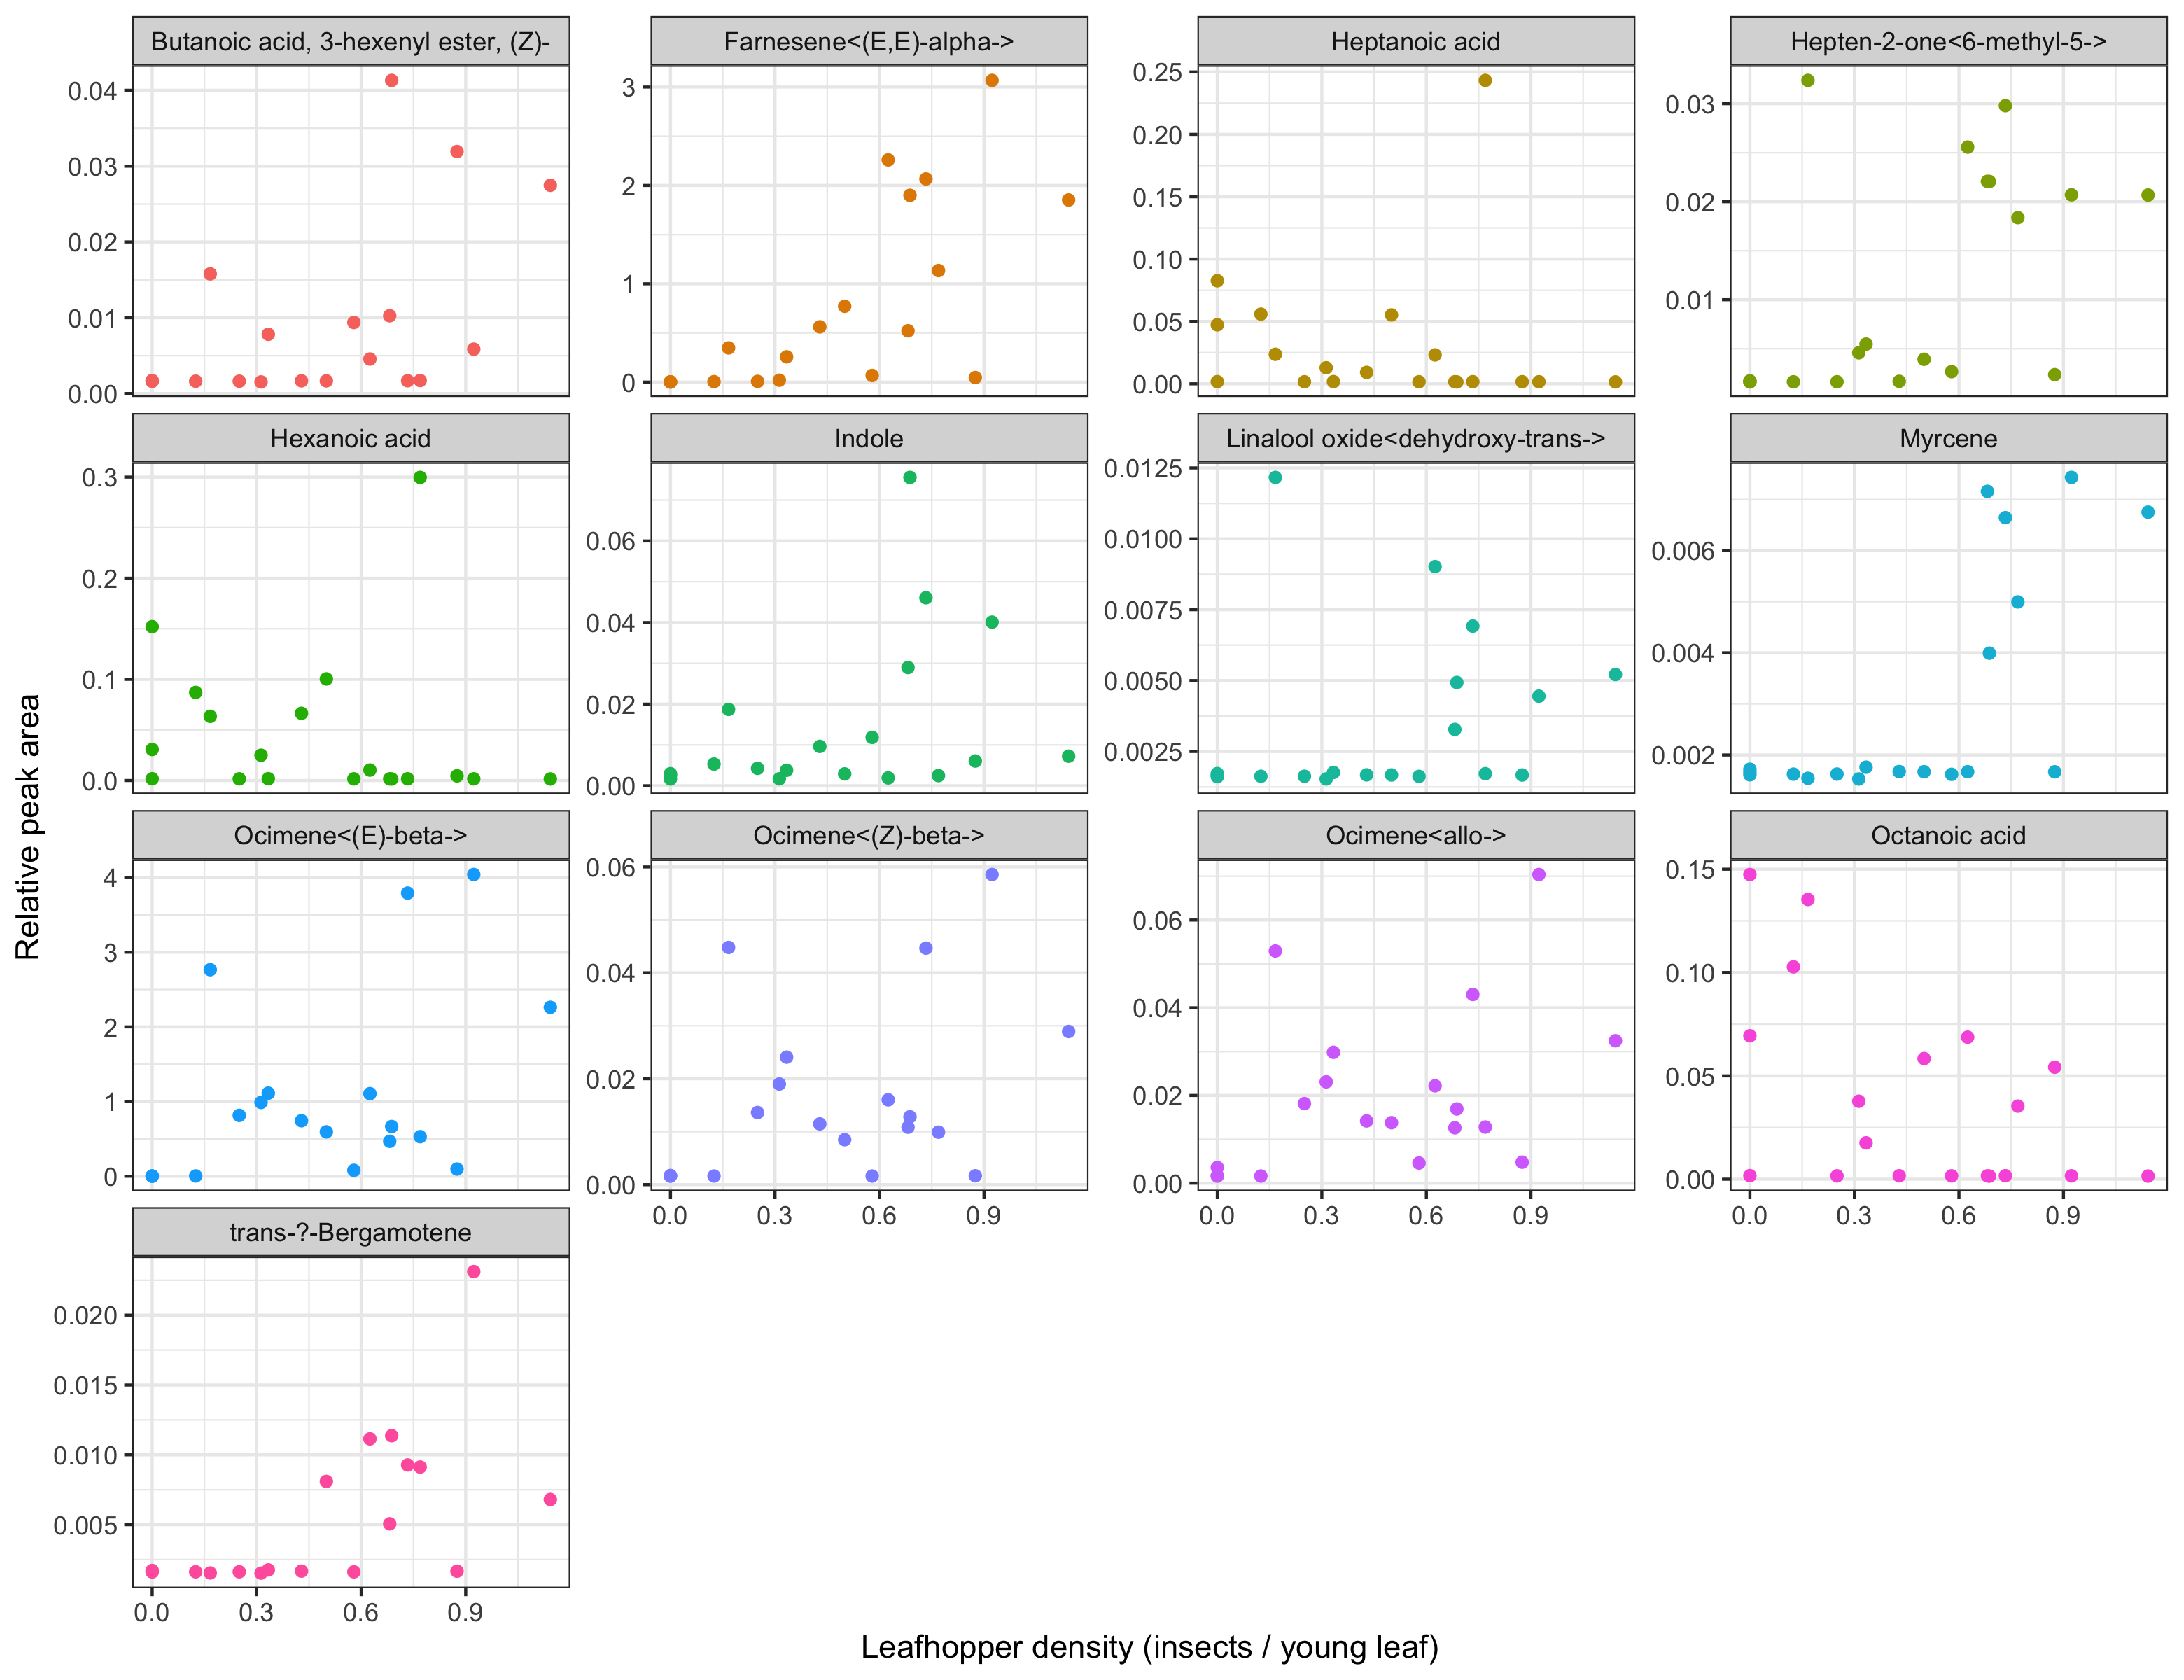 Butanoic acid, 3-hexenyl ester, (Z)-
Farnesene<(E,E)-alpha->
Heptanoic acid
Hepten-2-one<6-methyl-5->
0.04
0.03
0.02
0.01
0.00
3
2
1
0
0.25
0.20
0.15
0.10
0.05
0.00
0.03
0.02
0.01
Hexanoic acid
Indole
Linalool oxide<dehydroxy-trans->
Myrcene
0.3
0.2
0.1
0.0
0.06
0.04
0.02
0.00
0.0125
0.0100
0.0075
0.0050
0.0025
0.006
0.004
0.002
Relative peak area
Ocimene<(E)-beta->
Ocimene<(Z)-beta->
Ocimene<allo->
Octanoic acid
4
3
2
1
0
0.06
0.04
0.02
0.00
0.06
0.04
0.02
0.00
0.15
0.10
0.05
0.00
0.0 0.3 0.6 0.9
0.0 0.3 0.6 0.9
0.0 0.3 0.6 0.9
trans-?-Bergamotene
0.020
0.015
0.010
0.005
0.0 0.3 0.6 0.9
Leafhopper density (insects / young leaf)